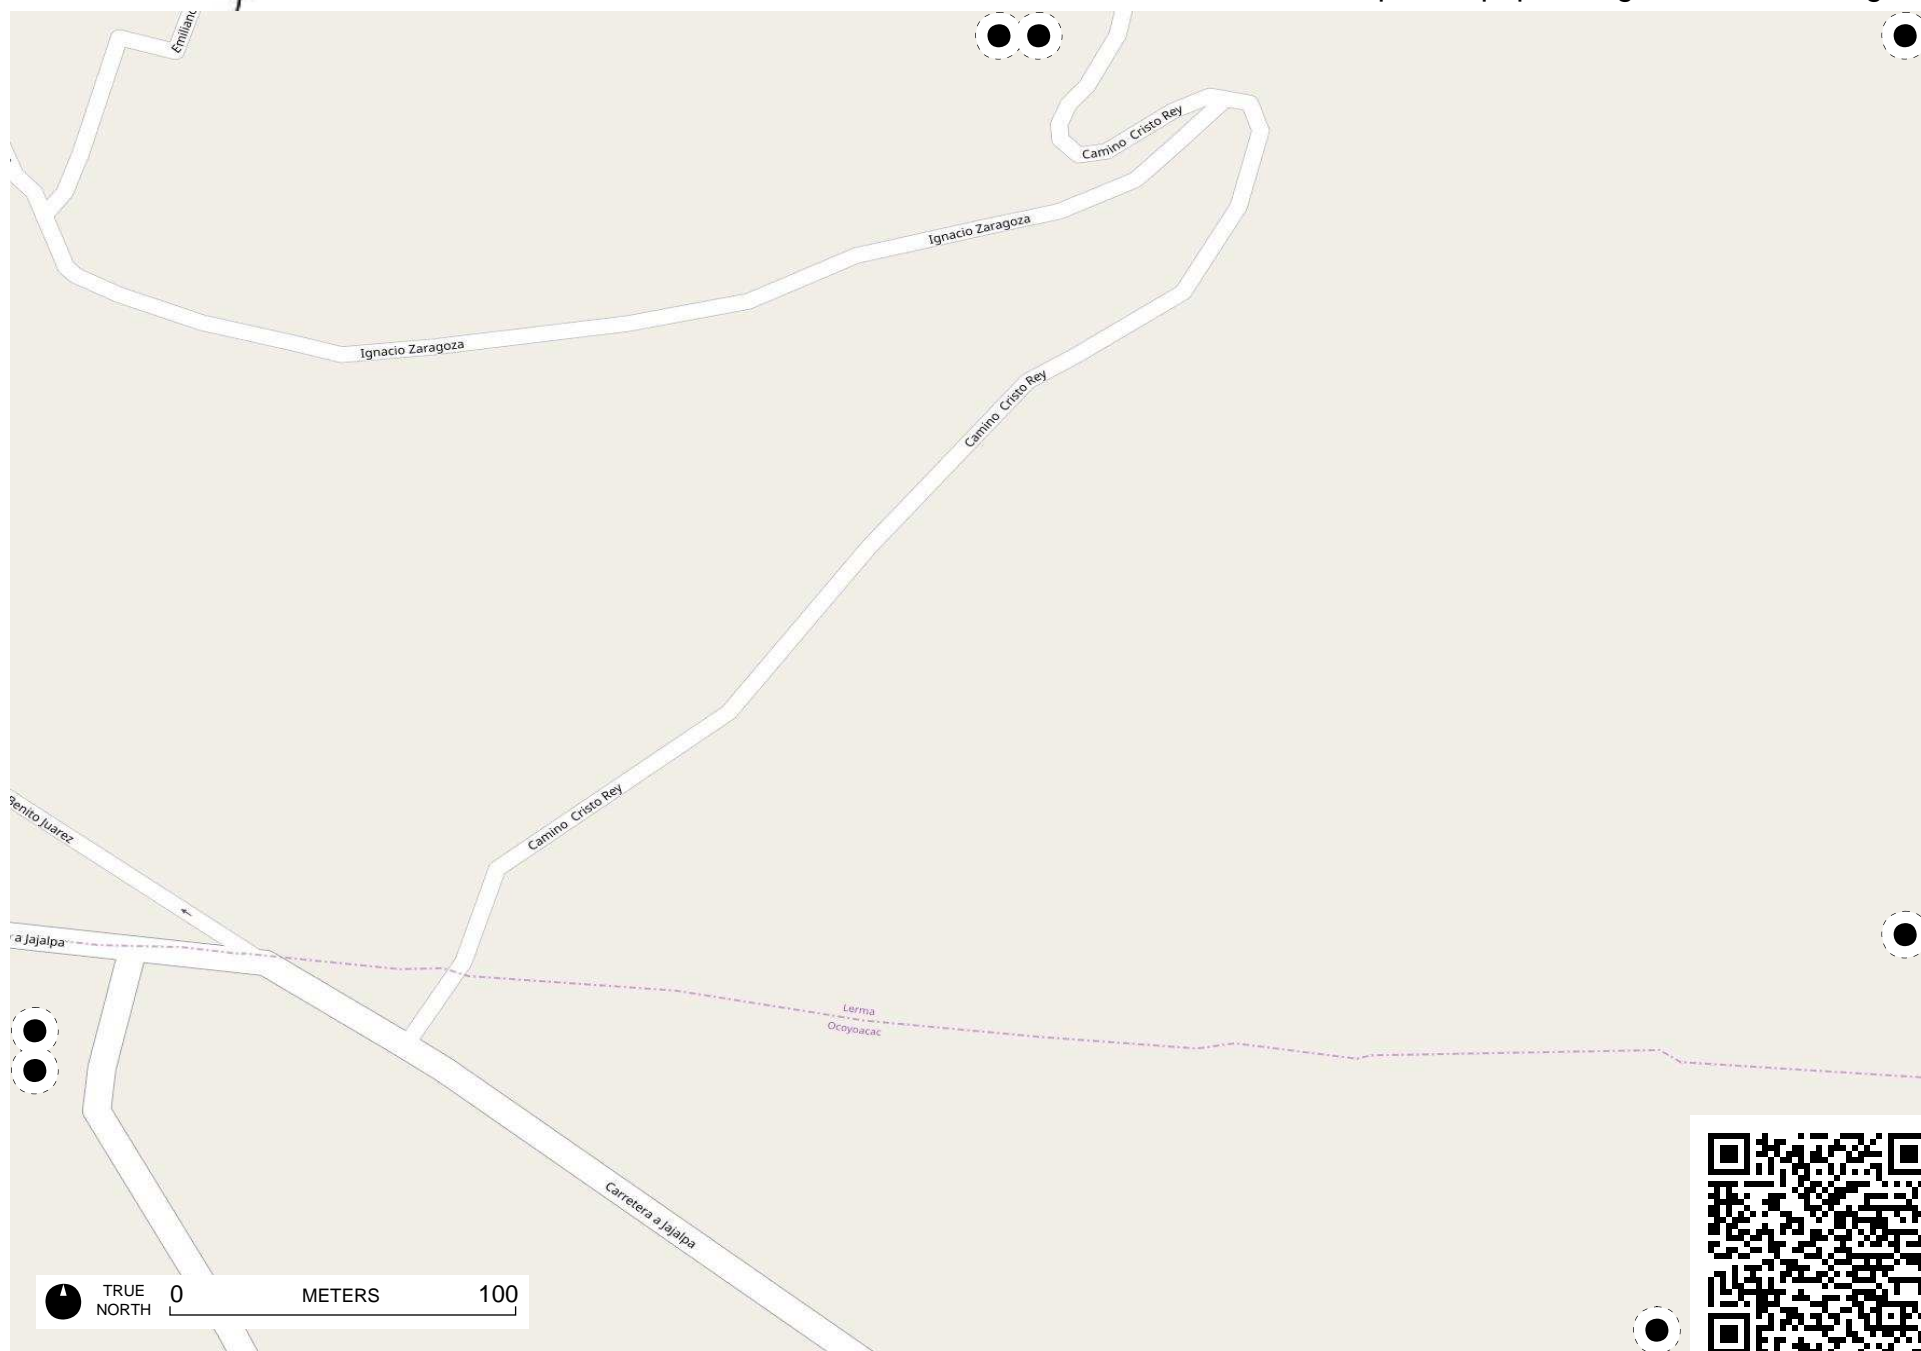 Emiliano
Camino Cristo Rey
Ignacio Zaragoza
Ignacio Zaragoza
Camino Cristo Rey
Camino Cristo Rey
Benito Juarez
a Jajalpa
Lerma
Ocoyoacac
Carretera a Jajalpa
TRUE
NORTH
0 METERS 100